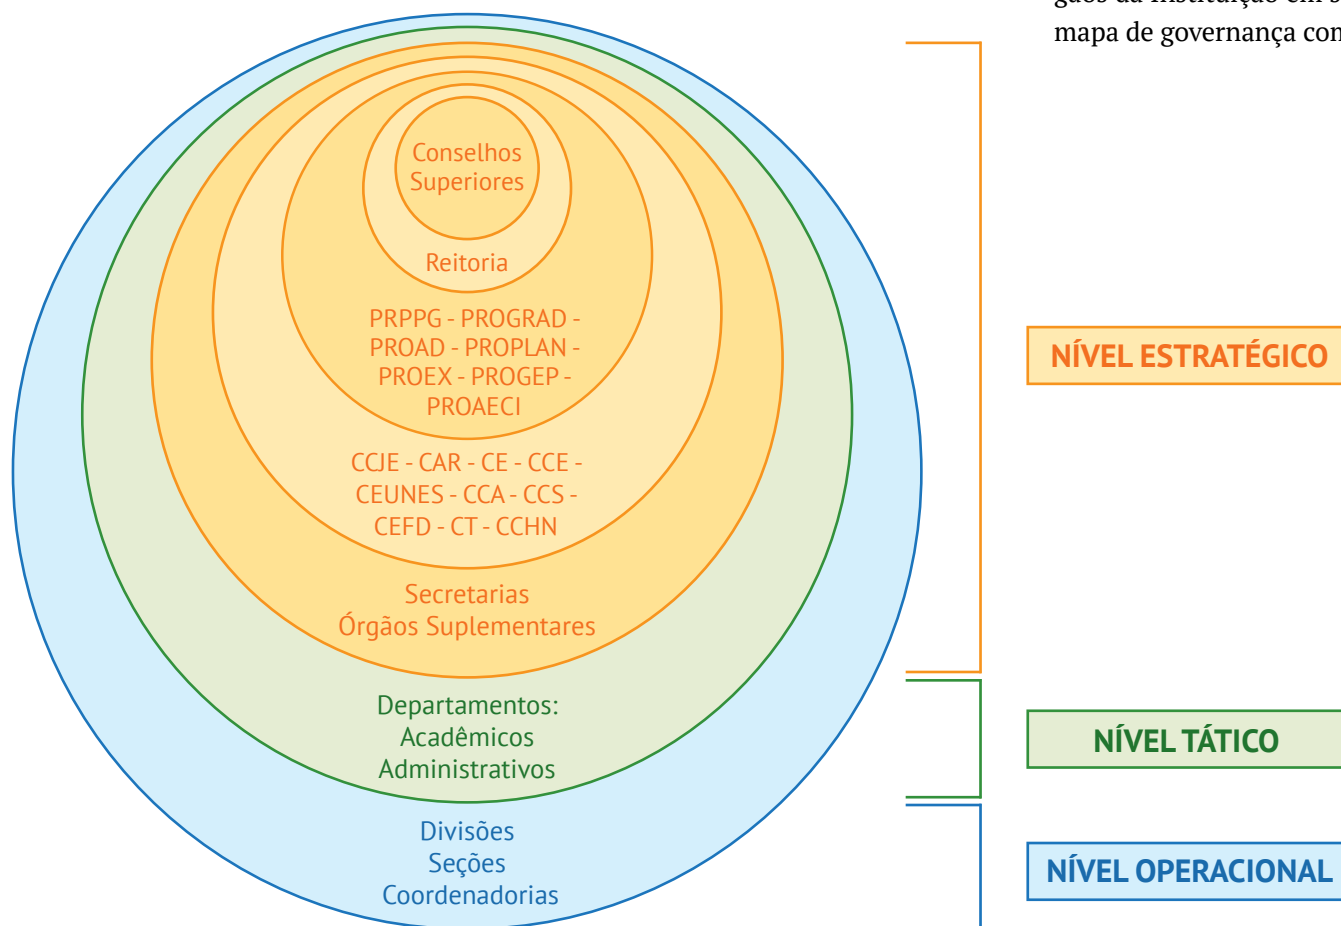 mapa de governança com
Conselhos
Superiores
Reitoria
PRPPG - PROGRAD -
PROAD - PROPLAN -
PROEX - PROGEP -
PROAECI
CCJE - CAR - CE - CCE -
CEUNES - CCA - CCS -
CEFD - CT - CCHN
Secretarias
Órgãos Suplementares
Departamentos:
Acadêmicos
Administrativos
Divisões
Seções
Coordenadorias
NÍVEL ESTRATÉGICO
NÍVEL TÁTICO
NÍVEL OPERACIONAL